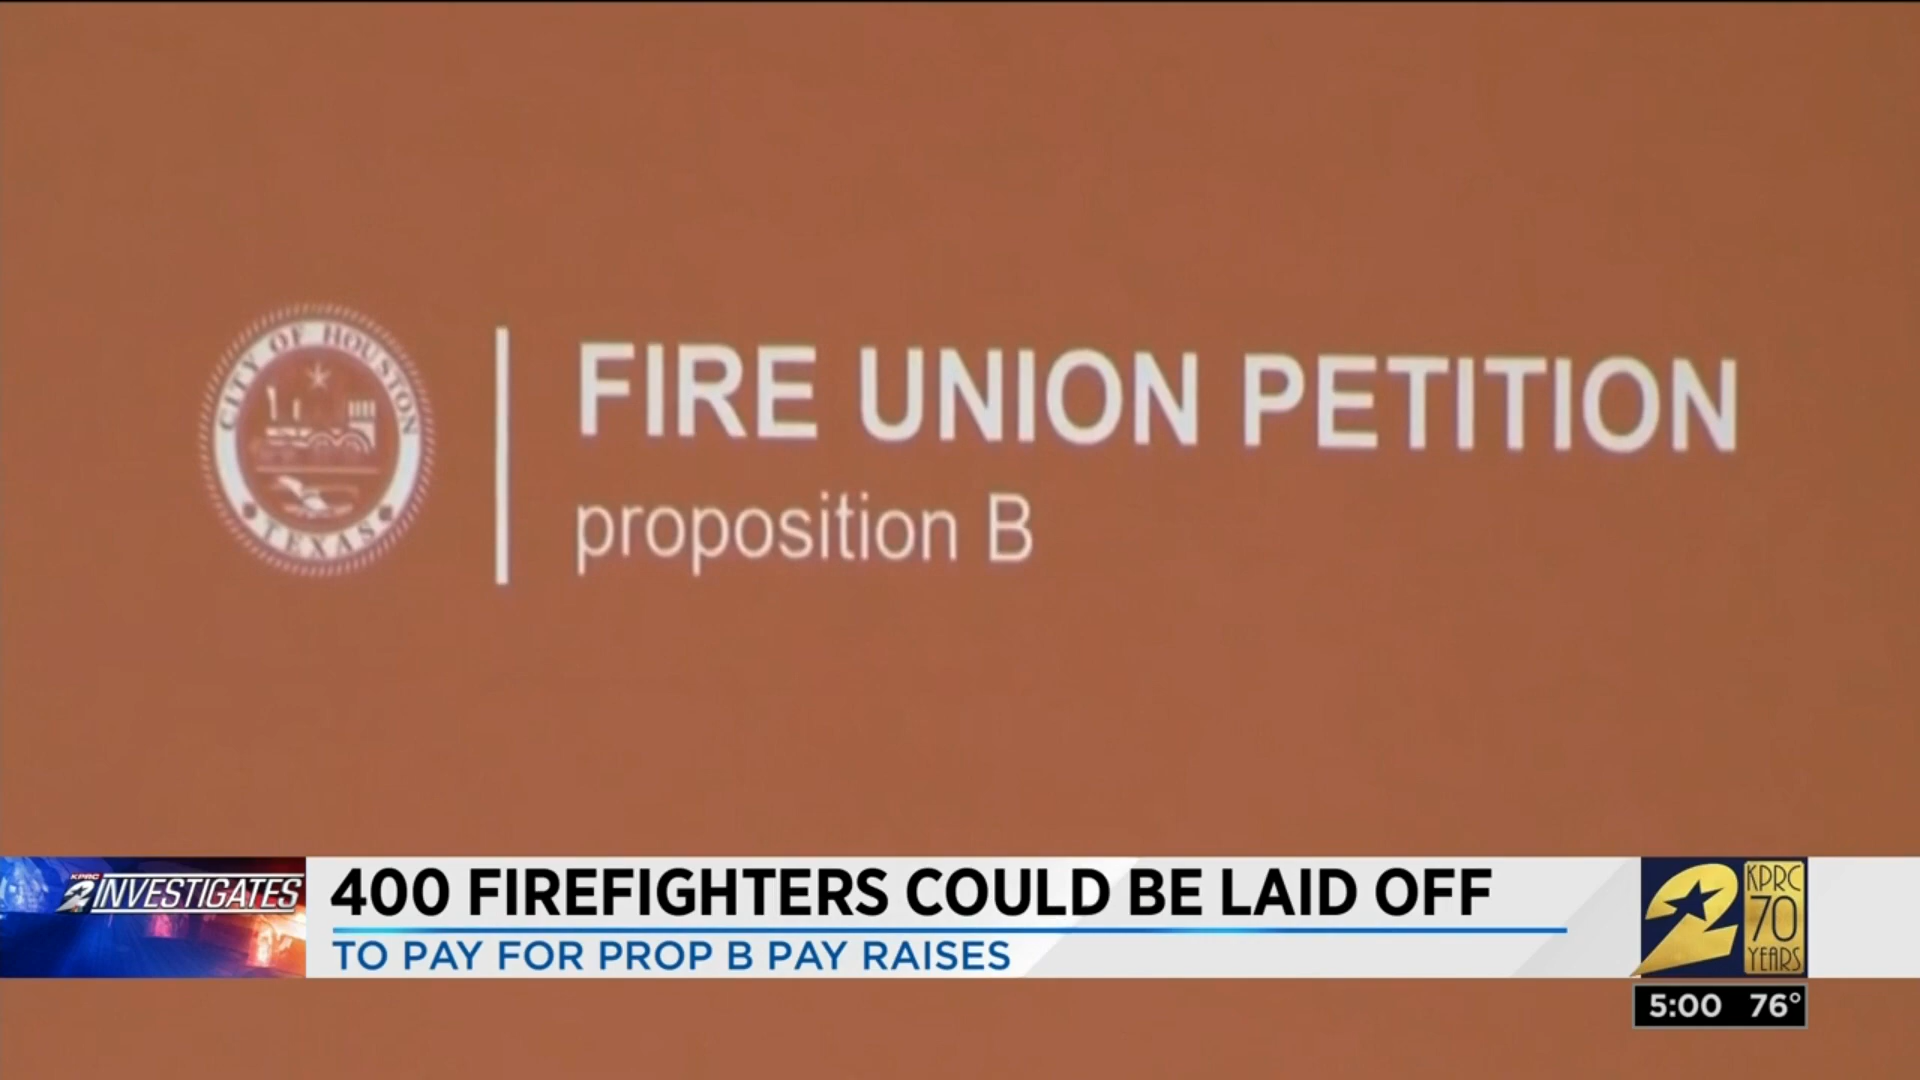 CITY OF HOUSTON
TEXAS
FIRE UNION PETITION
proposition B
KPRC
2 INVESTIGATES
400 FIREFIGHTERS COULD BE LAID OFF
TO PAY FOR PROP B PAY RAISES
2
KPRC
70
YEARS
5:00 76°